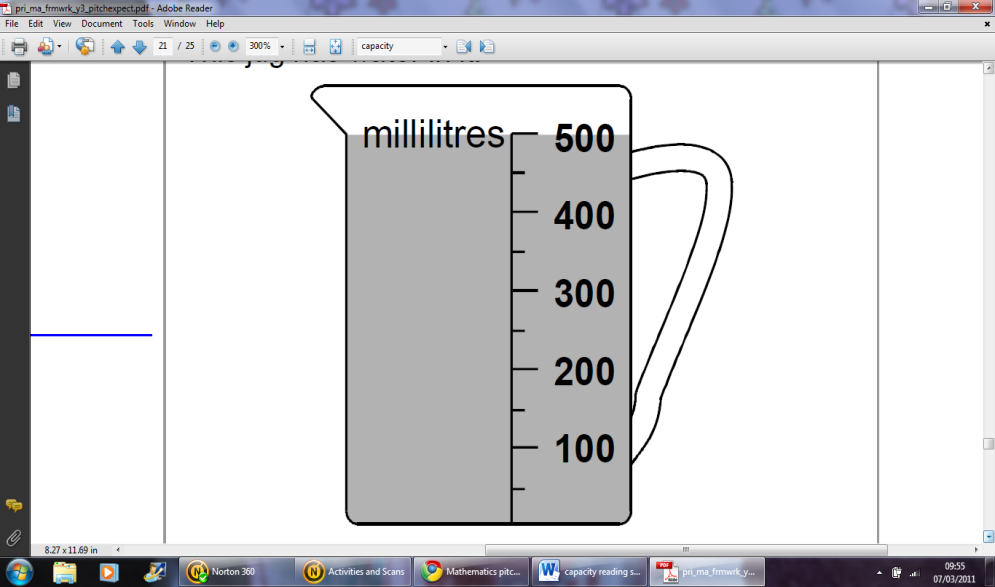 pri_ma_frmwrk_y3_pitchexpect.pdf - Adobe Reader
File Edit View Document Tools Window Help
21 / 25 300% capacity
millilitres 500
400
300
200
100
8.27 x 11.69 in
Norton 360 Activities and Scans Mathematics pitc... capacity reading s... pri_ma_frmwrk_y... 09:55
07/03/2011